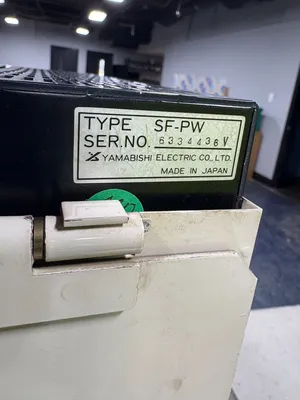 TYPE SF-PW
SER.NO. 6334436V
YAMABISHI ELECTRIC CO., LTD.
MADE IN JAPAN